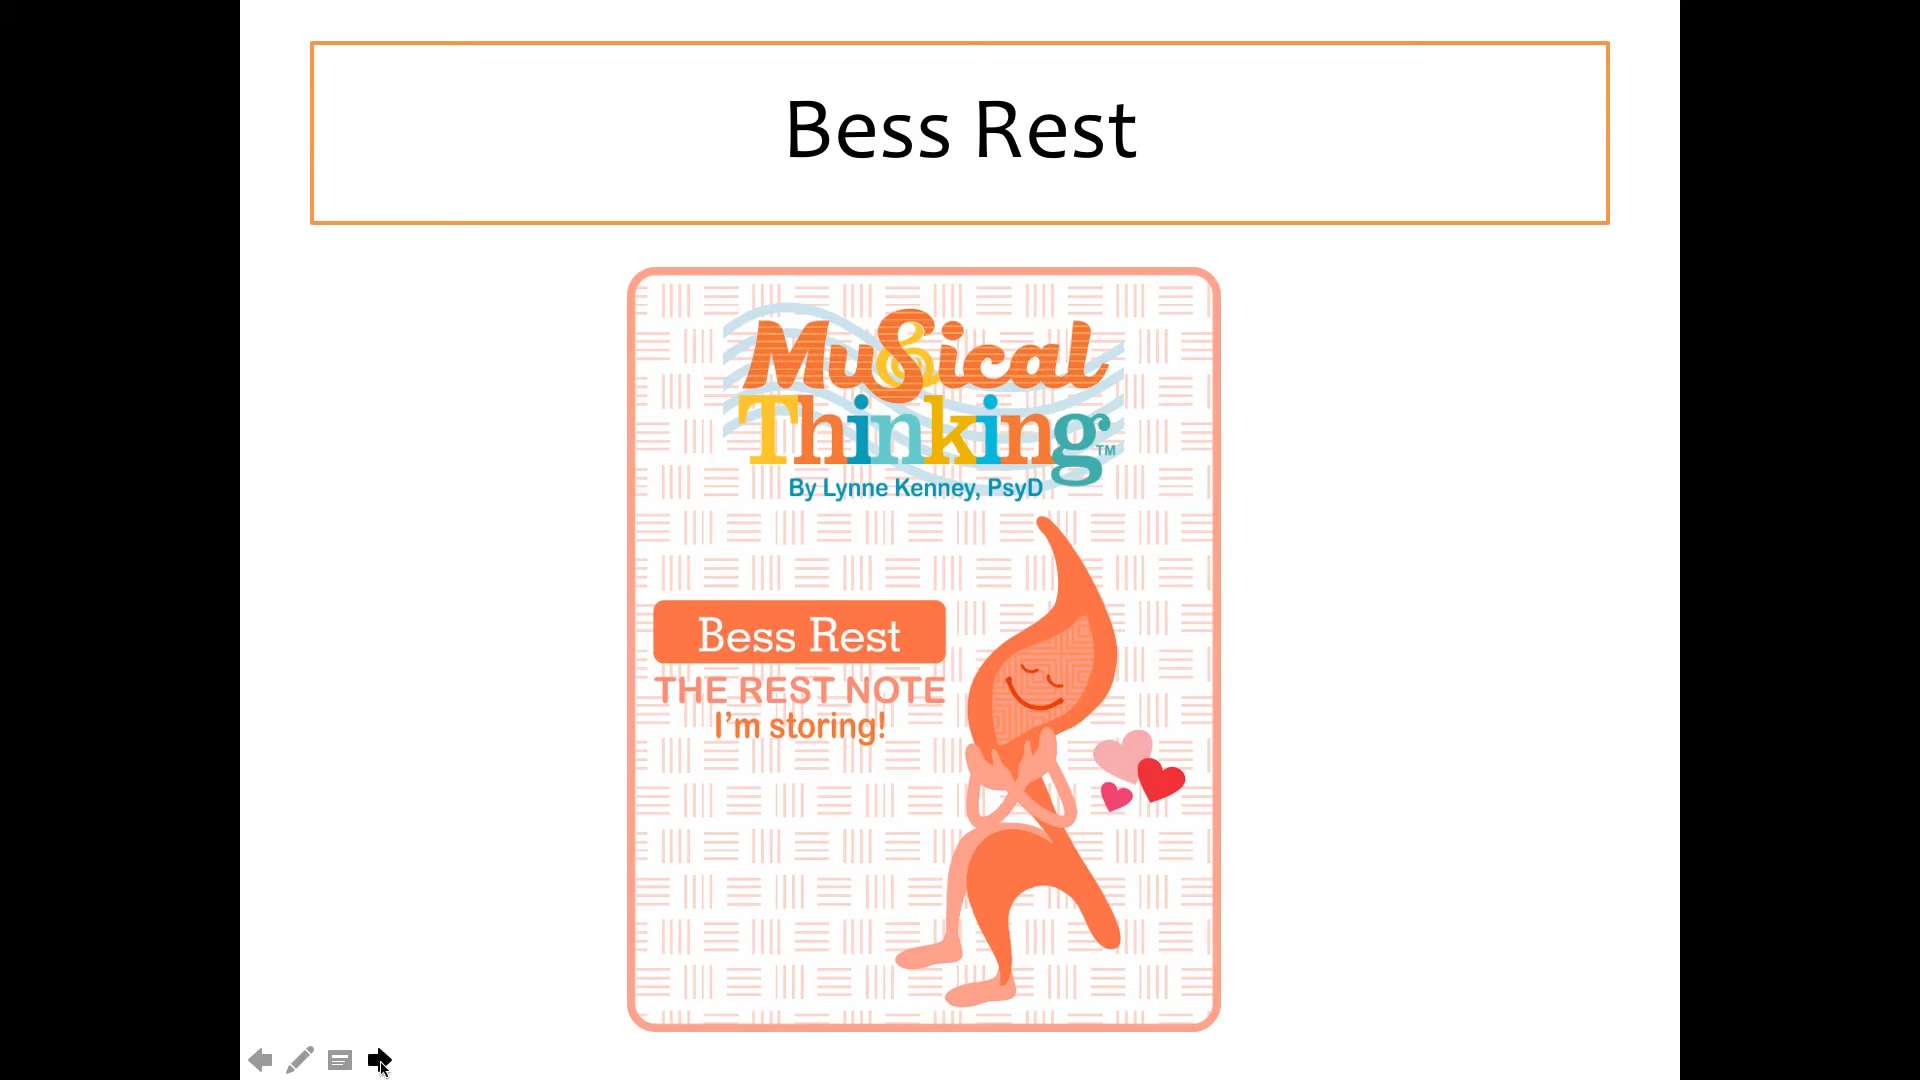 Bess Rest
Musical
Thinking™
By Lynne Kenney, PsyD
Bess Rest
THE REST NOTE
I'm storing!